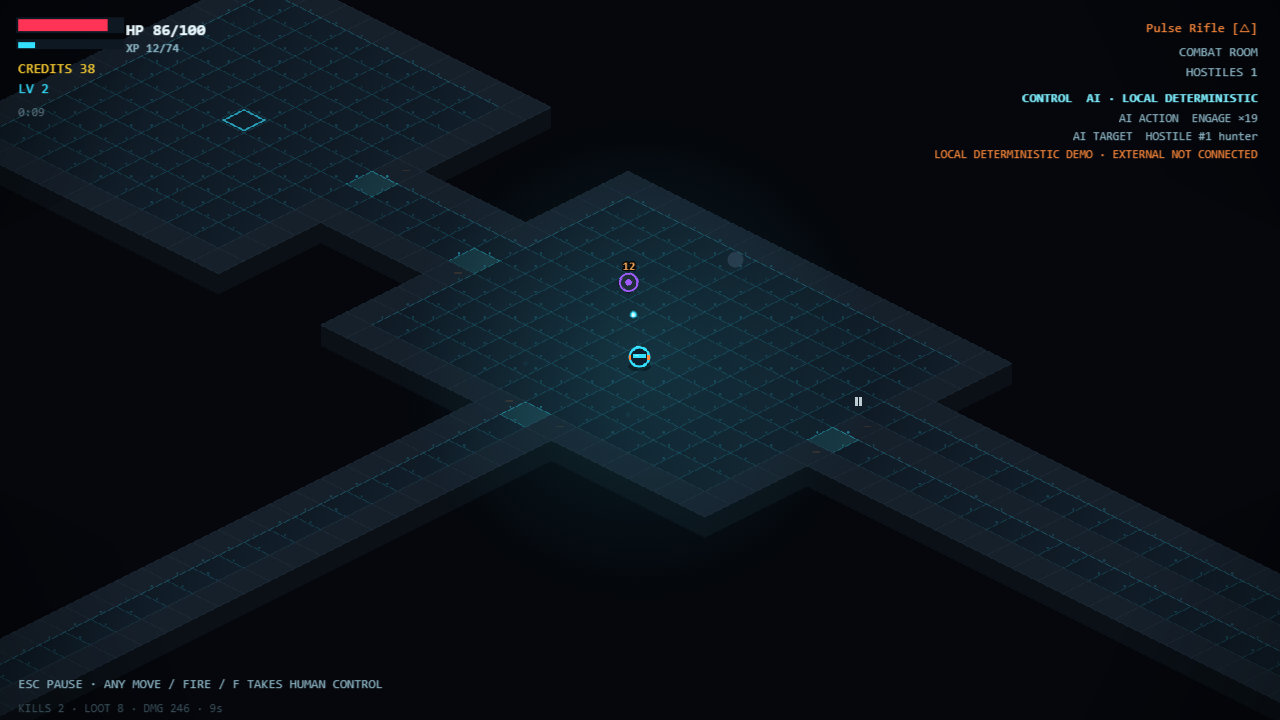 HP 86/100
XP 12/74
CREDITS 38
LV 2
0:09
Pulse Rifle [△]
COMBAT ROOM
HOSTILES 1
CONTROL AI · LOCAL DETERMINISTIC
AI ACTION ENGAGE ×19
AI TARGET HOSTILE #1 hunter
LOCAL DETERMINISTIC DEMO · EXTERNAL NOT CONNECTED
12
ESC PAUSE · ANY MOVE / FIRE / F TAKES HUMAN CONTROL
KILLS 2 · LOOT 8 · DMG 246 · 9s